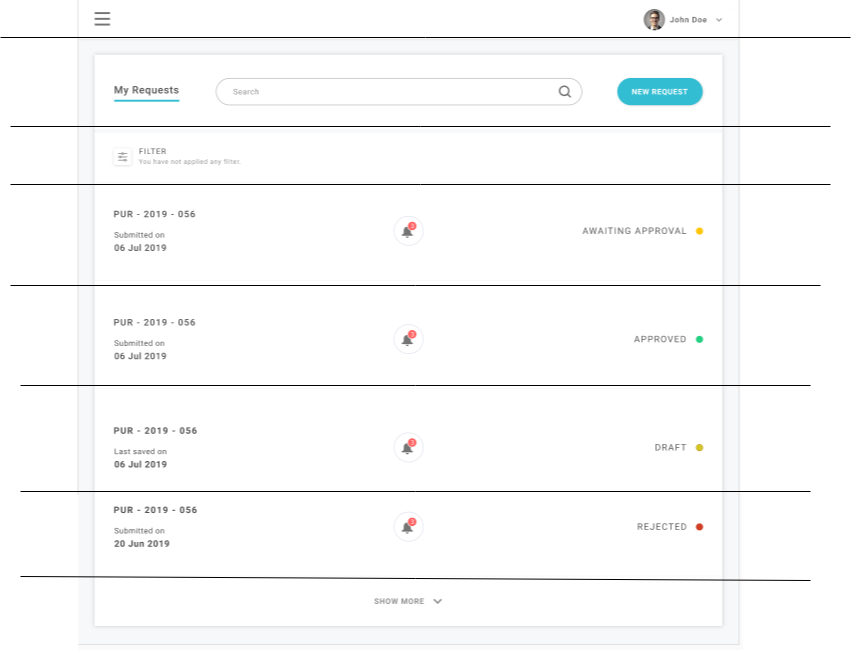 John Doe
My Requests
Search
NEW REQUEST
FILTER
You have not applied any filter.
PUR - 2019 - 056
Submitted on
06 Jul 2019
3
AWAITING APPROVAL
PUR - 2019 - 056
Submitted on
06 Jul 2019
3
APPROVED
PUR - 2019 - 056
Last saved on
06 Jul 2019
3
DRAFT
PUR - 2019 - 056
Submitted on
20 Jun 2019
3
REJECTED
SHOW MORE